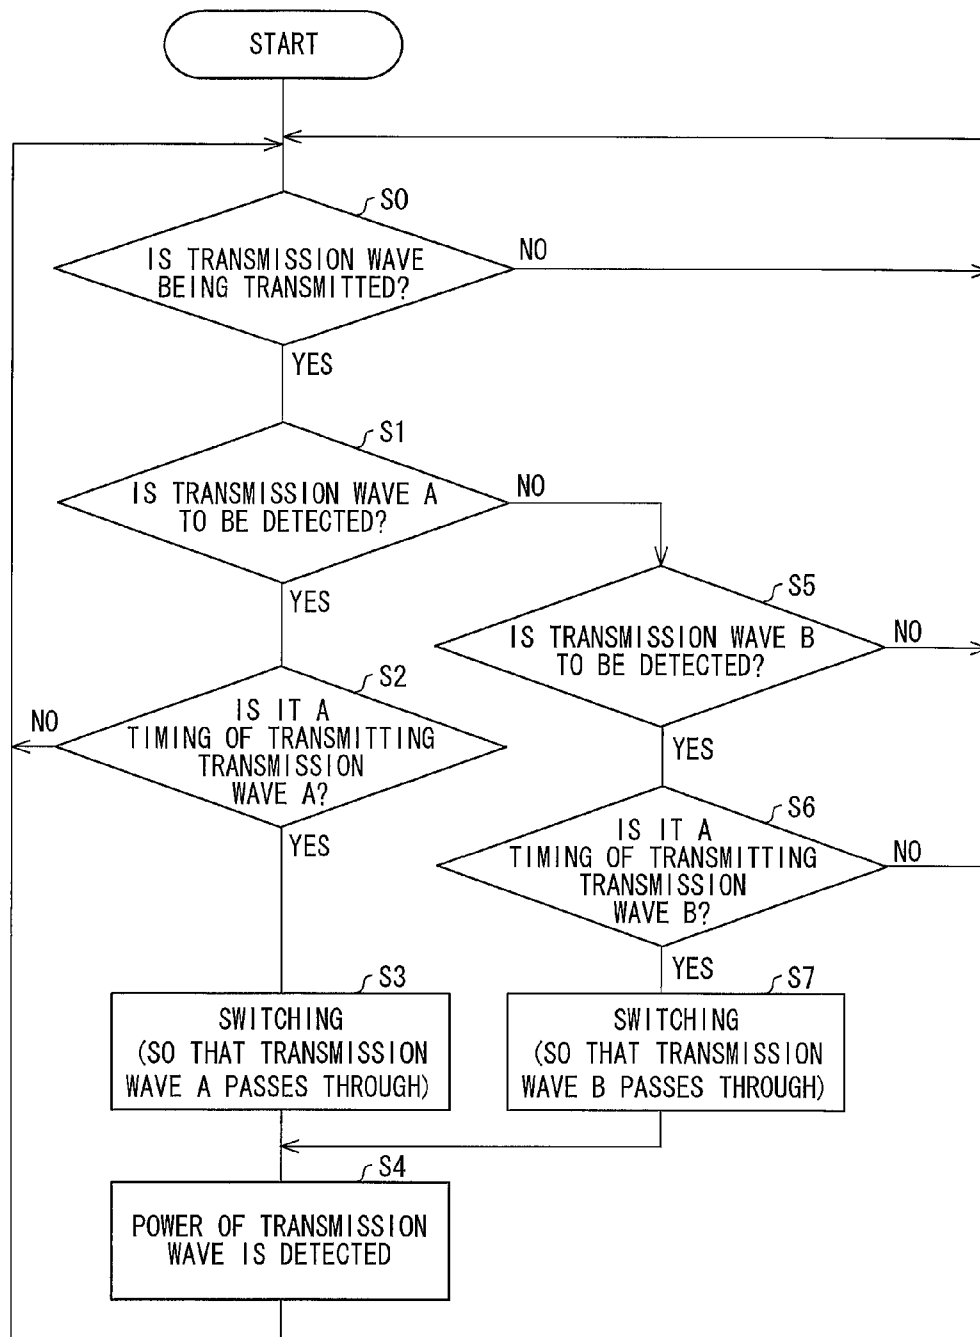 START
S0
IS TRANSMISSION WAVE
BEING TRANSMITTED?
NO
YES
S1
IS TRANSMISSION WAVE A
TO BE DETECTED?
NO
YES
S5
IS TRANSMISSION WAVE B
TO BE DETECTED?
NO
YES
S2
IS IT A
TIMING OF TRANSMITTING
TRANSMISSION
WAVE A?
NO
YES
S6
IS IT A
TIMING OF TRANSMITTING
TRANSMISSION
WAVE B?
NO
YES
S3
SWITCHING
(SO THAT TRANSMISSION
WAVE A PASSES THROUGH)
S7
SWITCHING
(SO THAT TRANSMISSION
WAVE B PASSES THROUGH)
S4
POWER OF TRANSMISSION
WAVE IS DETECTED